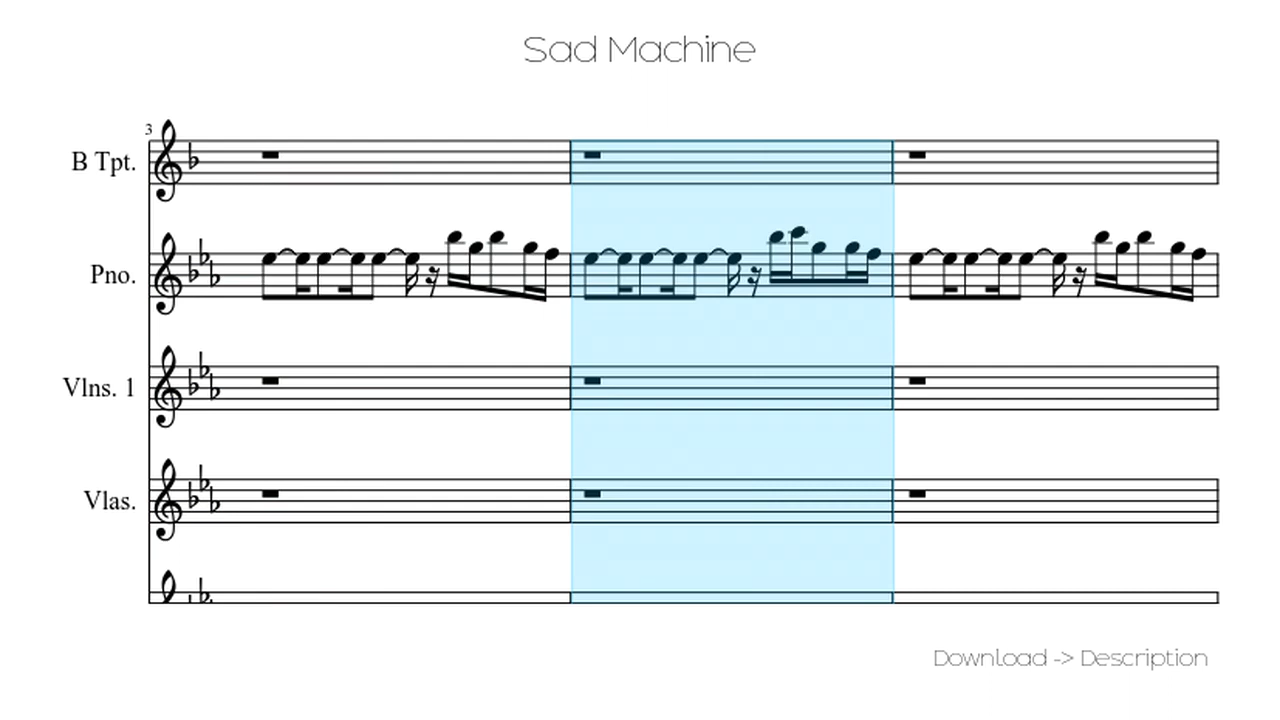 Sad Machine
3
B Tpt.
Pno.
Vlns. 1
Vlas.
Download -> Description